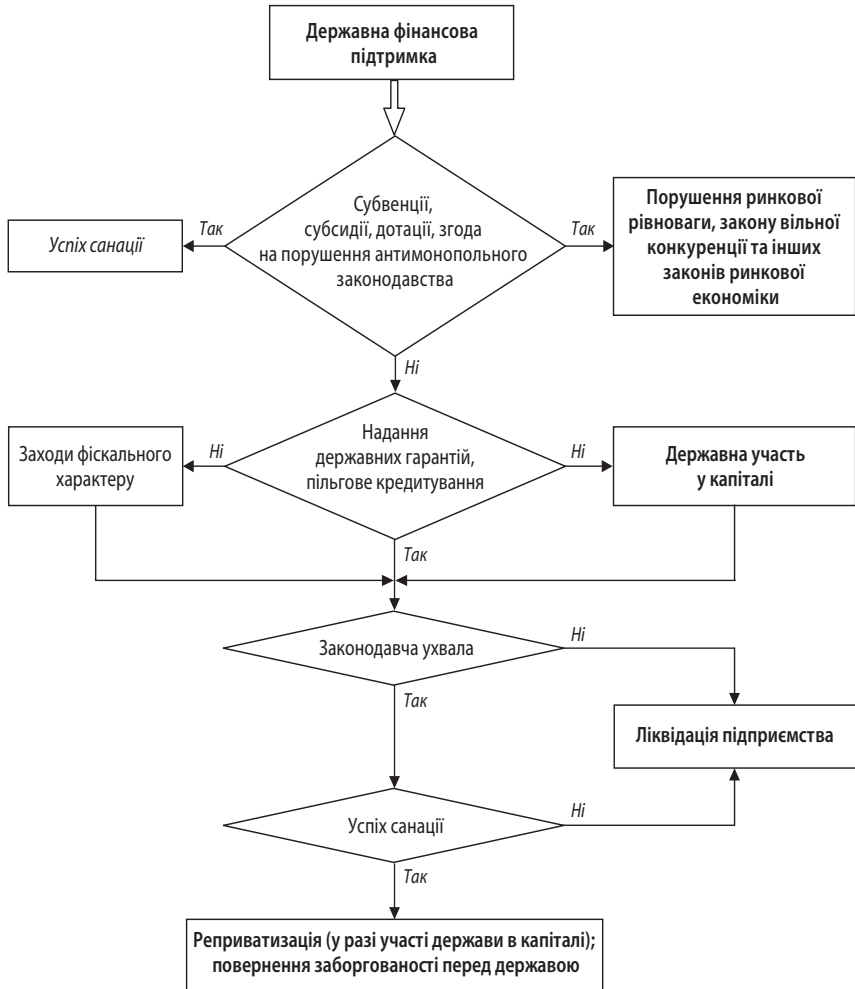 Державна фінансова
підтримка
Субвенції,
субсидії, дотації, згода
на порушення антимонопольного
законодавства
Так
Успіх санації
Так
Порушення ринкової
рівноваги, закону вільної
конкуренції та інших
законів ринкової
економіки
Ні
Надання
державних гарантій,
пільгове кредитування
Ні
Заходи фіскального
характеру
Ні
Державна участь
у капіталі
Так
Законодавча ухвала
Ні
Так
Ліквідація підприємства
Успіх санації
Ні
Так
Реприватизація (у разі участі держави в капіталі);
повернення заборгованості перед державою